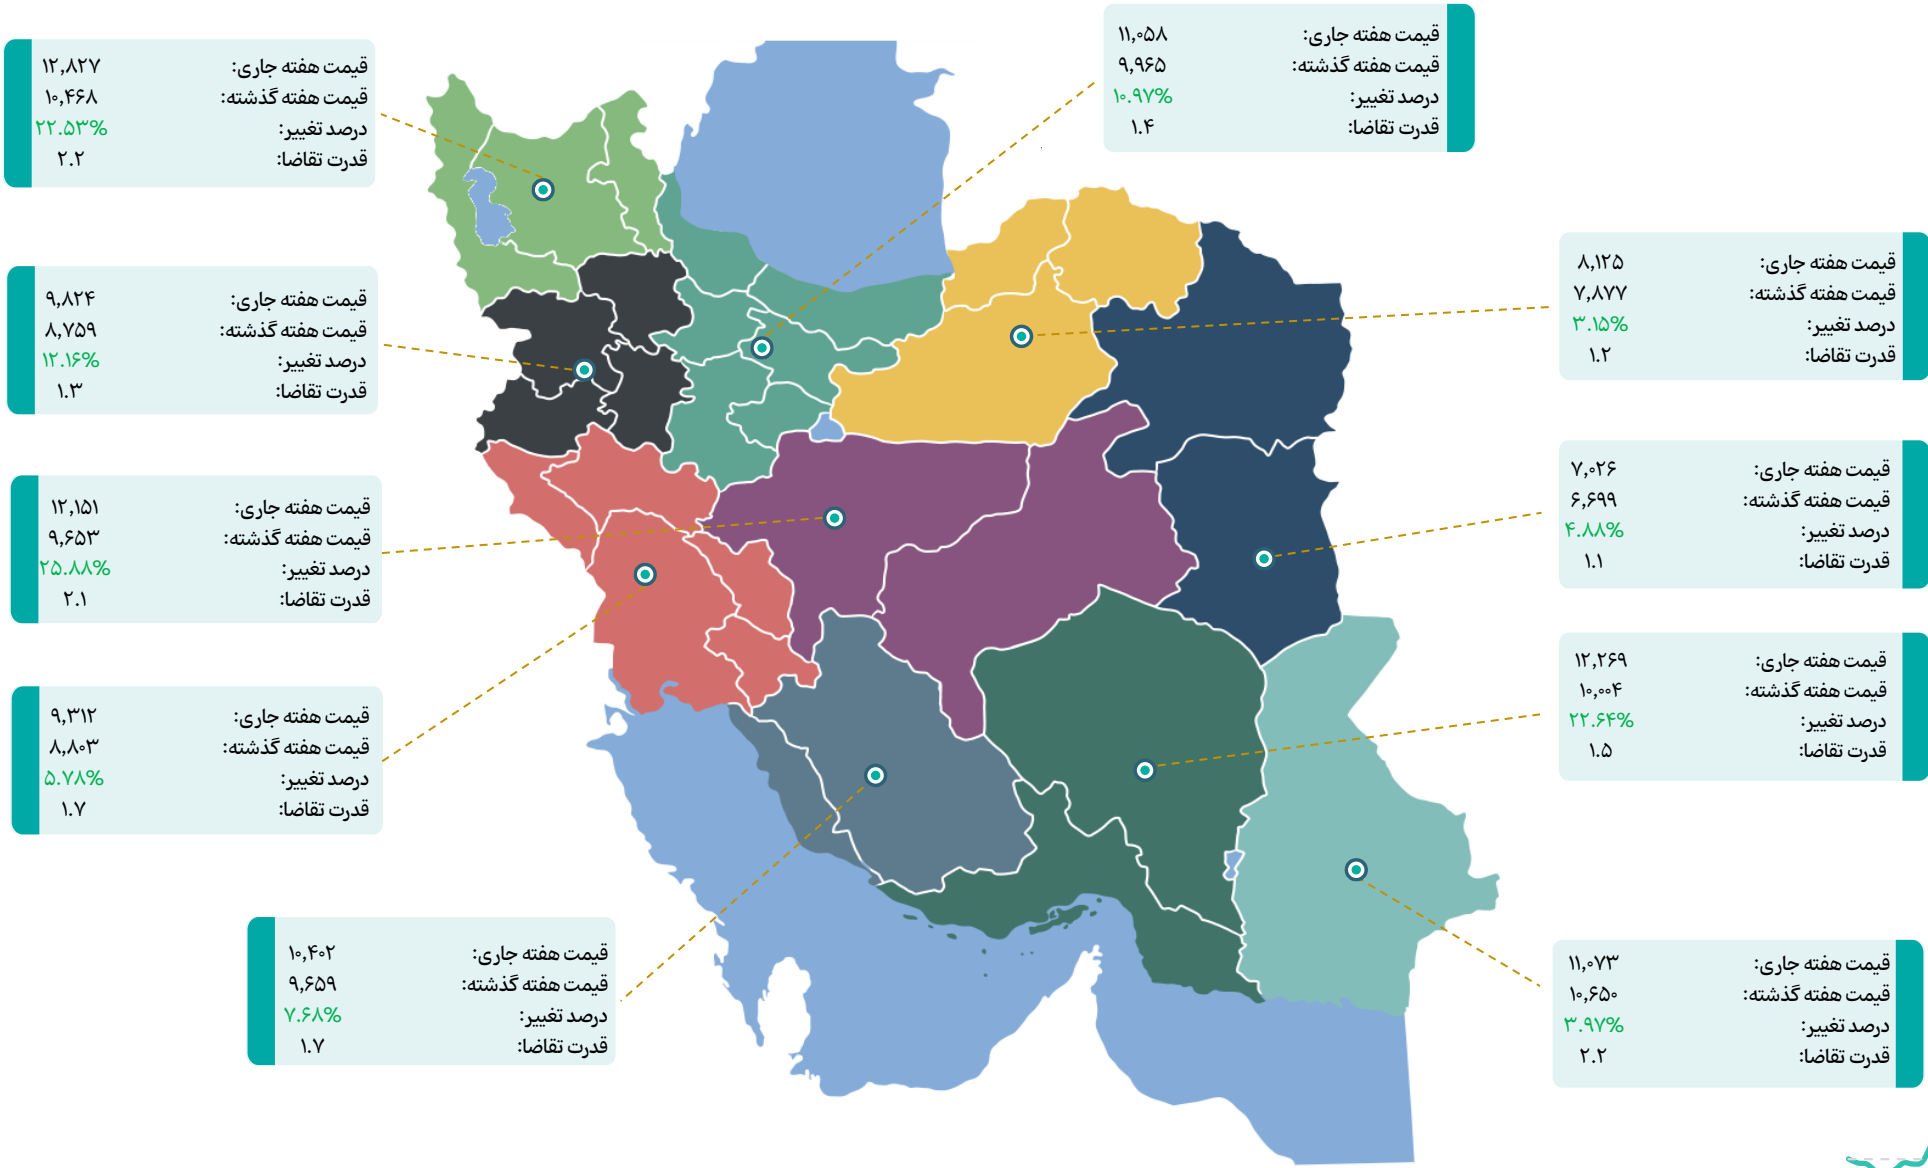 قیمت هفته جاری: ۱۱,۰۵۸
قیمت هفته گذشته: ۹,۹۶۵
درصد تغییر: ۱۰.۹۷%
قدرت تقاضا: ۱.۴
قیمت هفته جاری: ۸,۱۲۵
قیمت هفته گذشته: ۷,۸۷۷
درصد تغییر: ۳.۱۵%
قدرت تقاضا: ۱.۲
قیمت هفته جاری: ۷,۰۲۶
قیمت هفته گذشته: ۶,۶۹۹
درصد تغییر: ۴.۸۸%
قدرت تقاضا: ۱.۱
قیمت هفته جاری: ۱۲,۲۶۹
قیمت هفته گذشته: ۱۰,۰۰۴
درصد تغییر: ۲۲.۶۴%
قدرت تقاضا: ۱.۵
قیمت هفته جاری: ۱۱,۰۷۳
قیمت هفته گذشته: ۱۰,۶۵۰
درصد تغییر: ۳.۹۷%
قدرت تقاضا: ۲.۲
قیمت هفته جاری: ۱۲,۸۲۷
قیمت هفته گذشته: ۱۰,۴۶۸
درصد تغییر: ۲۲.۵۳%
قدرت تقاضا: ۲.۲
قیمت هفته جاری: ۹,۸۲۴
قیمت هفته گذشته: ۸,۷۵۹
درصد تغییر: ۱۲.۱۶%
قدرت تقاضا: ۱.۳
قیمت هفته جاری: ۱۲,۱۵۱
قیمت هفته گذشته: ۹,۶۵۳
درصد تغییر: ۲۵.۸۸%
قدرت تقاضا: ۲.۱
قیمت هفته جاری: ۹,۳۱۲
قیمت هفته گذشته: ۸,۸۰۳
درصد تغییر: ۵.۷۸%
قدرت تقاضا: ۱.۷
قیمت هفته جاری: ۱۰,۴۰۲
قیمت هفته گذشته: ۹,۶۵۹
درصد تغییر: ۷.۶۸%
قدرت تقاضا: ۱.۷